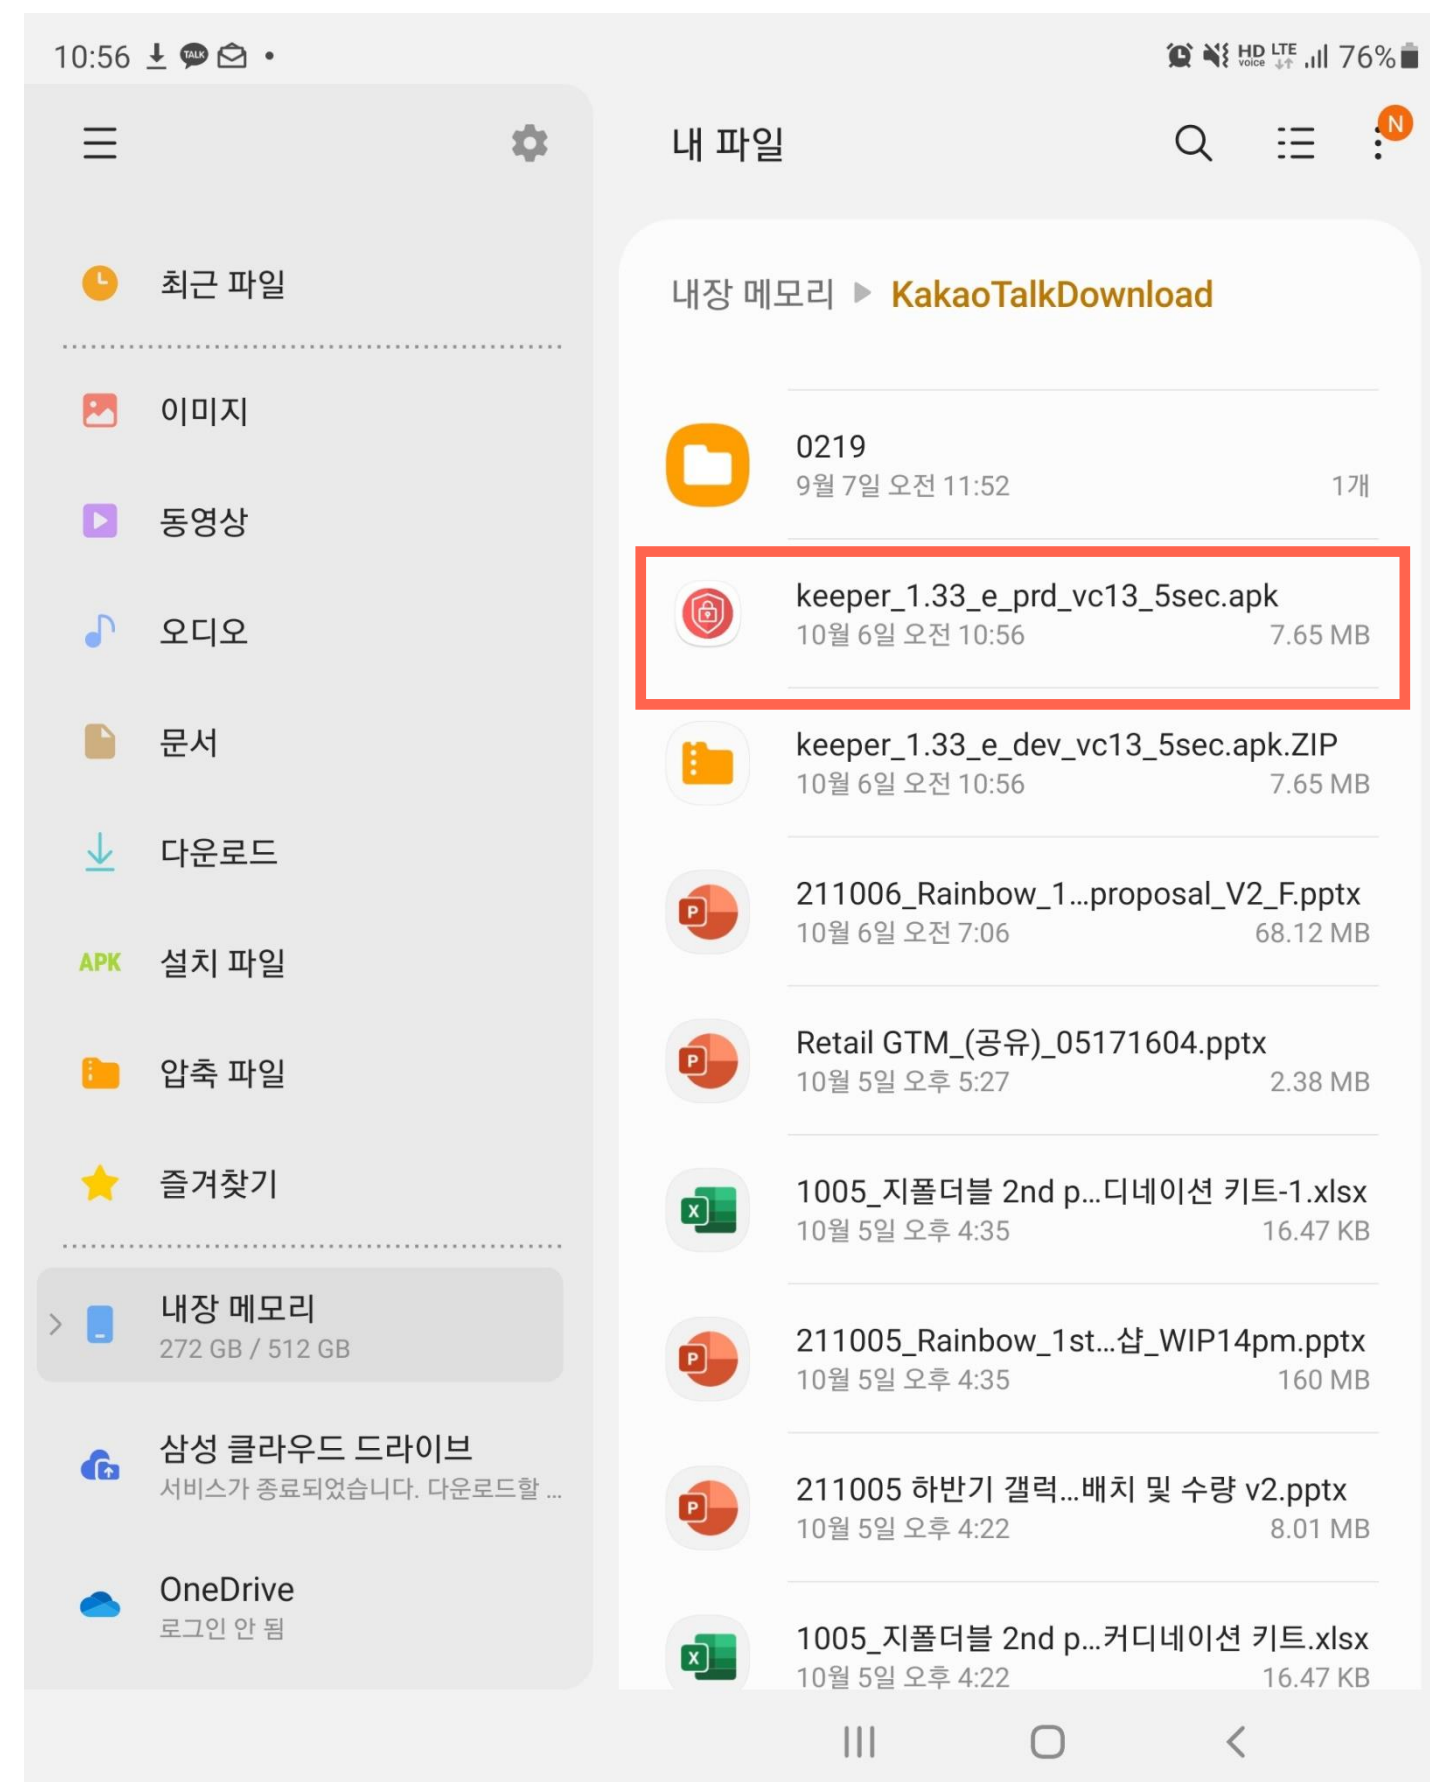 10:56
TALK
HD voice LTE 76%
내 파일
N
최근 파일
이미지
동영상
오디오
문서
다운로드
APK 설치 파일
압축 파일
즐겨찾기
내장 메모리
272 GB / 512 GB
삼성 클라우드 드라이브
서비스가 종료되었습니다. 다운로드할 ...
OneDrive
로그인 안 됨
내장 메모리 ▶ KakaoTalkDownload
0219
9월 7일 오전 11:52 1개
keeper_1.33_e_prd_vc13_5sec.apk
10월 6일 오전 10:56 7.65 MB
keeper_1.33_e_dev_vc13_5sec.apk.ZIP
10월 6일 오전 10:56 7.65 MB
P
211006_Rainbow_1...proposal_V2_F.pptx
10월 6일 오전 7:06 68.12 MB
P
Retail GTM_(공유)_05171604.pptx
10월 5일 오후 5:27 2.38 MB
X
1005_지폴더블 2nd p...디네이션 키트-1.xlsx
10월 5일 오후 4:35 16.47 KB
P
211005_Rainbow_1st...샵_WIP14pm.pptx
10월 5일 오후 4:35 160 MB
P
211005 하반기 갤럭...배치 및 수량 v2.pptx
10월 5일 오후 4:22 8.01 MB
X
1005_지폴더블 2nd p...커디네이션 키트.xlsx
10월 5일 오후 4:22 16.47 KB